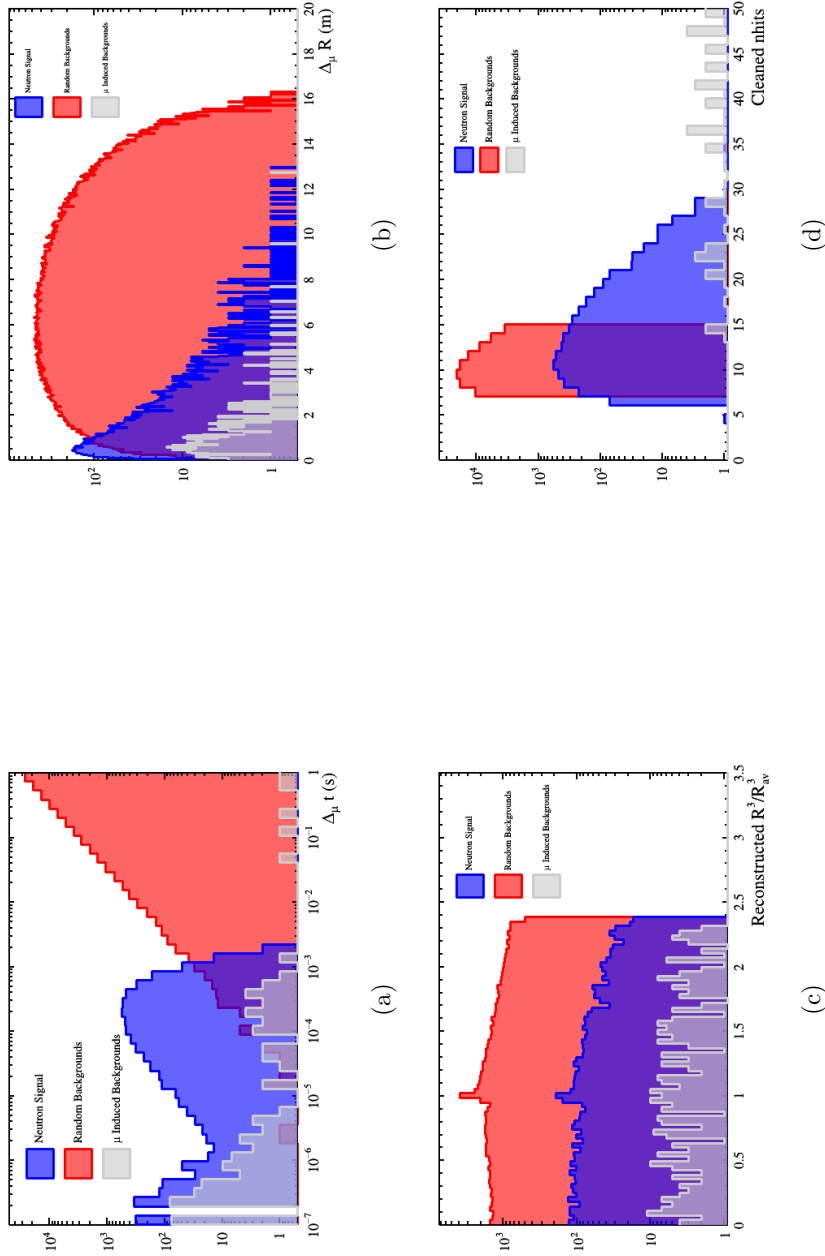 10⁴
10³
10²
10
1
10⁻⁷
10⁻⁶
10⁻⁵
10⁻⁴
10⁻³
10⁻²
10⁻¹
1
Δμ t (s)
Neutron Signal
Random Backgrounds
μ Induced Backgrounds
(a)
10²
10
1
0
2
4
6
8
10
12
14
16
18
20
Δμ R (m)
Neutron Signal
Random Backgrounds
μ Induced Backgrounds
(b)
10³
10²
10
1
0
0.5
1
1.5
2
2.5
3
3.5
Reconstructed R³/R³av
Neutron Signal
Random Backgrounds
μ Induced Backgrounds
(c)
10⁴
10³
10²
10
1
0
5
10
15
20
25
30
35
40
45
50
Cleaned nhits
Neutron Signal
Random Backgrounds
μ Induced Backgrounds
(d)